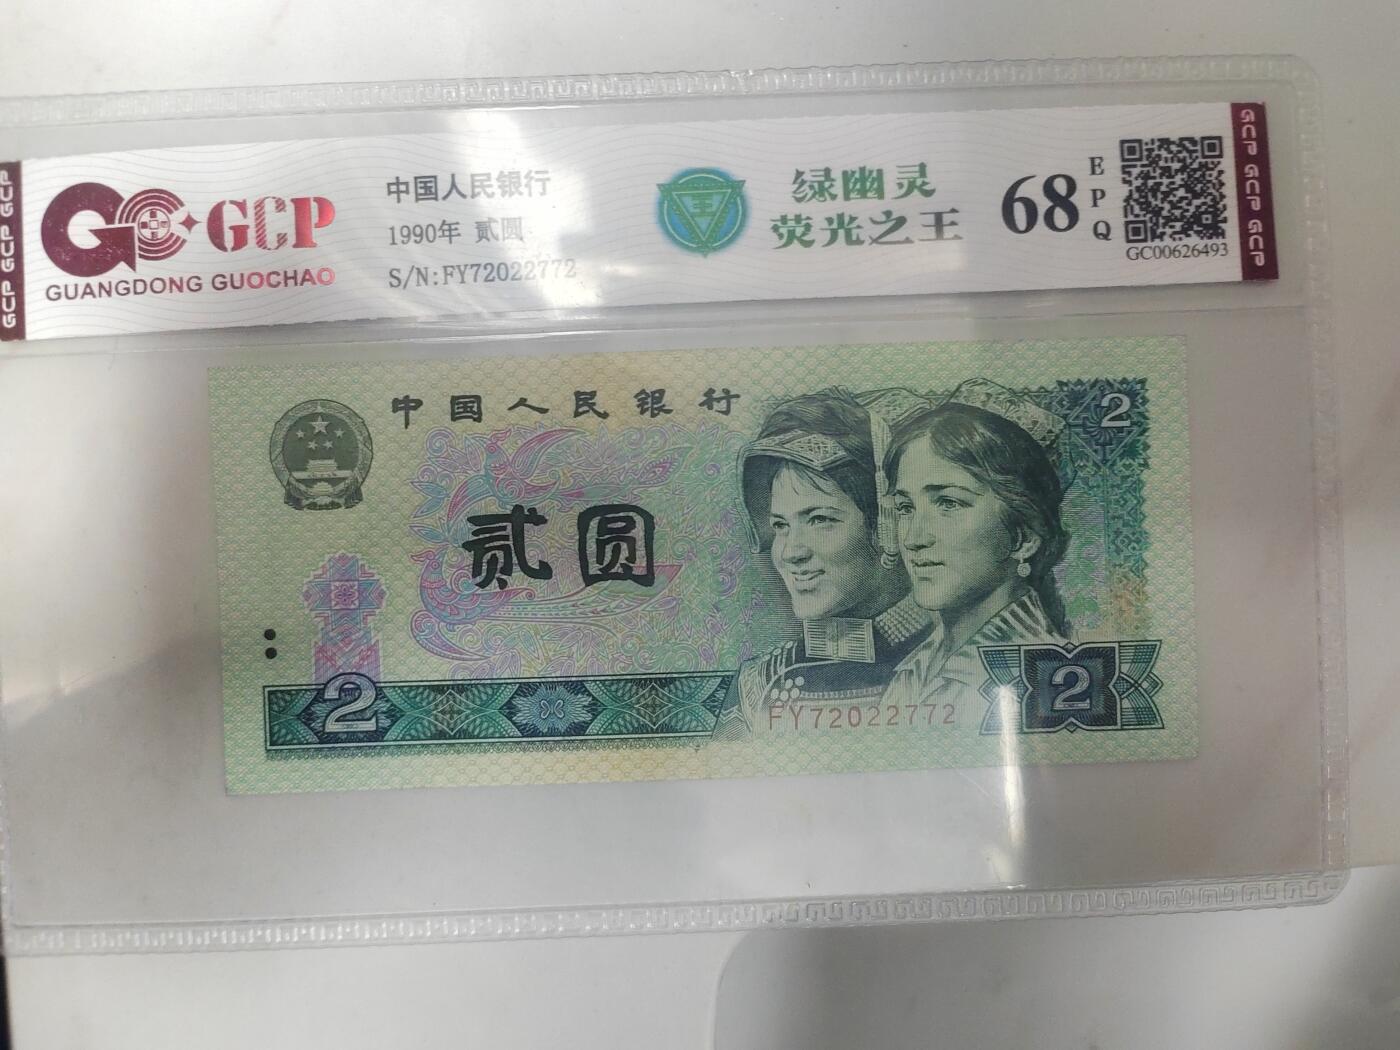 GCP GCP GCP
GCP
GUANGDONG GUOCHAO
中国人民银行
1990年 贰圆
S/N:FY72022772
王
绿幽灵
荧光之王
68
EPQ
GC00626493
GCP GCP GCP
中国人民银行
2
贰圆
2
FY72022772
2